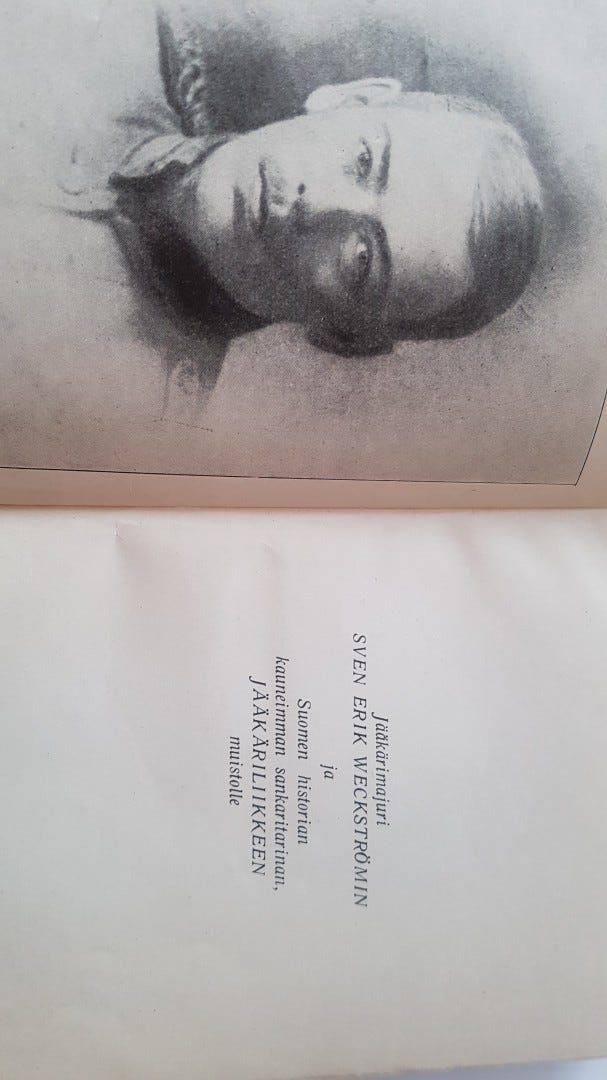 Jääkärimajuri
SVEN ERIK WECKSTRÖMIN
ja
Suomen historian
kauneimman sankaritarinan,
JÄÄKÄRILIIKKEEN
muistolle